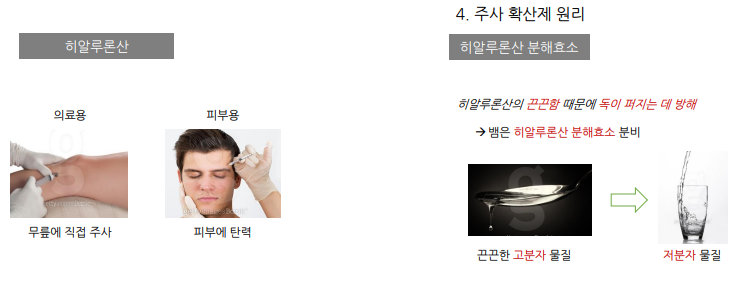 4. 주사 확산제 원리
히알루론산
히알루론산 분해효소
의료용
피부용
무릎에 직접 주사
피부에 탄력
히알루론산의 끈끈함 때문에 독이 퍼지는 데 방해
→ 뱀은 히알루론산 분해효소 분비
끈끈한 고분자 물질
저분자 물질